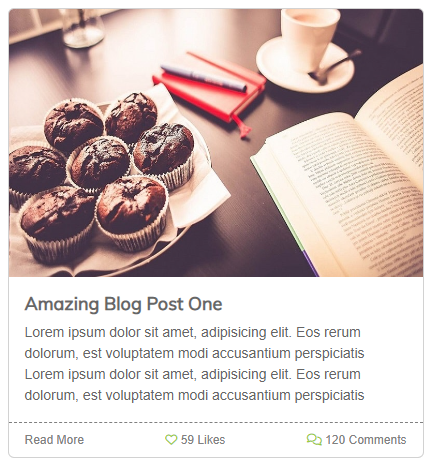 Amazing Blog Post One
Lorem ipsum dolor sit amet, adipisicing elit. Eos rerum
dolorum, est voluptatem modi accusantium perspiciatis
Lorem ipsum dolor sit amet, adipisicing elit. Eos rerum
dolorum, est voluptatem modi accusantium perspiciatis
Read More 59 Likes 120 Comments